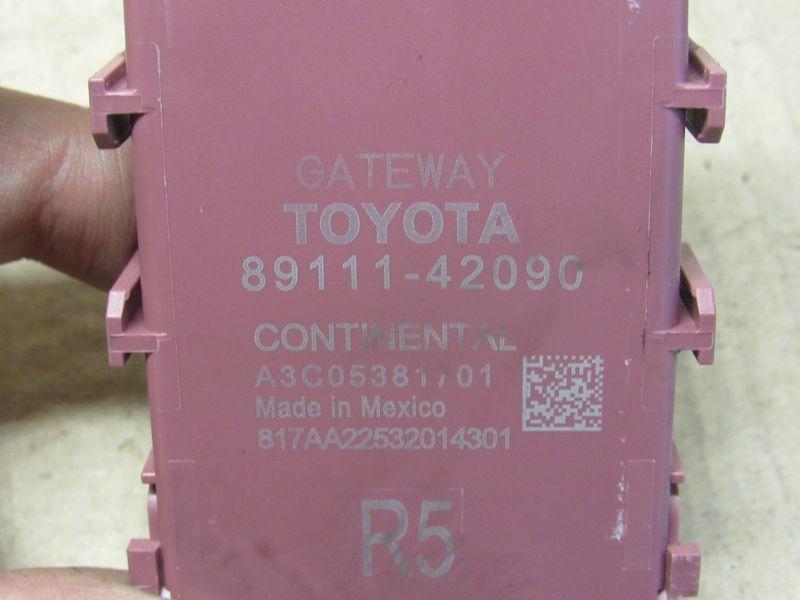 GATEWAY
TOYOTA
89111-42090
CONTINENTAL
A3C05381701
Made in Mexico
817AA22532014301
R5